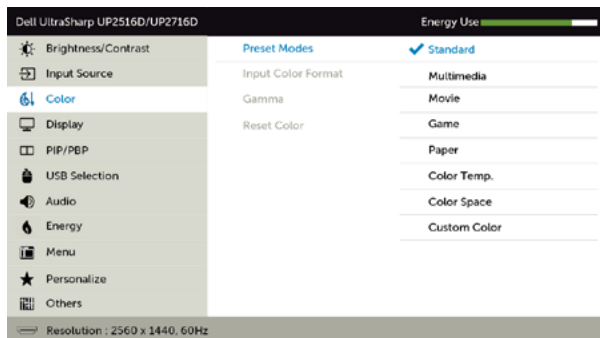 Dell UltraSharp UP2516D/UP2716D Energy Use
Brightness/Contrast Preset Modes Standard
Input Source Input Color Format Multimedia
Color Gamma Movie
Display Reset Color Game
PIP/PBP Paper
USB Selection Color Temp.
Audio Color Space
Energy Custom Color
Menu
Personalize
Others
Resolution : 2560 x 1440, 60Hz